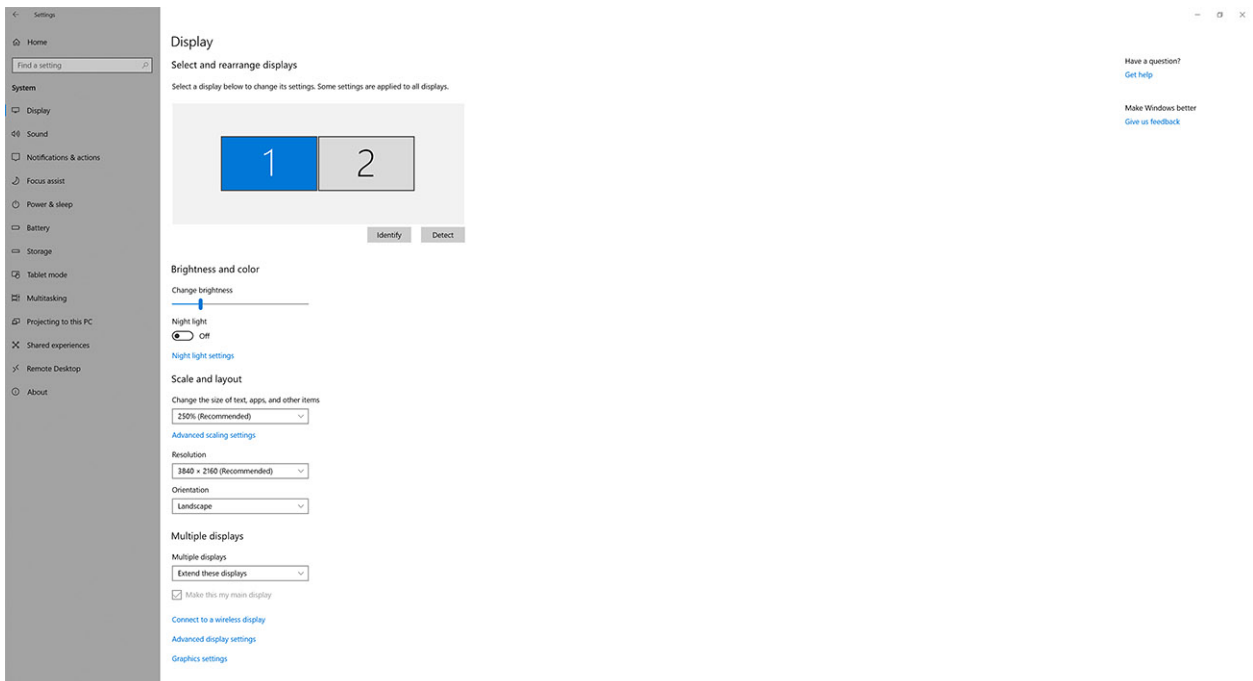 Settings
Home
Find a setting
System
Display
Sound
Notifications & actions
Focus assist
Power & sleep
Battery
Storage
Tablet mode
Multitasking
Projecting to this PC
Shared experiences
Remote Desktop
About
Display
Select and rearrange displays
Select a display below to change its settings. Some settings are applied to all displays.
1 2
Identify Detect
Brightness and color
Change brightness
Night light
Off
Night light settings
Scale and layout
Change the size of text, apps, and other items
250% (Recommended)
Advanced scaling settings
Resolution
3840 × 2160 (Recommended)
Orientation
Landscape
Multiple displays
Multiple displays
Extend these displays
Make this my main display
Connect to a wireless display
Advanced display settings
Graphics settings
Have a question?
Get help
Make Windows better
Give us feedback